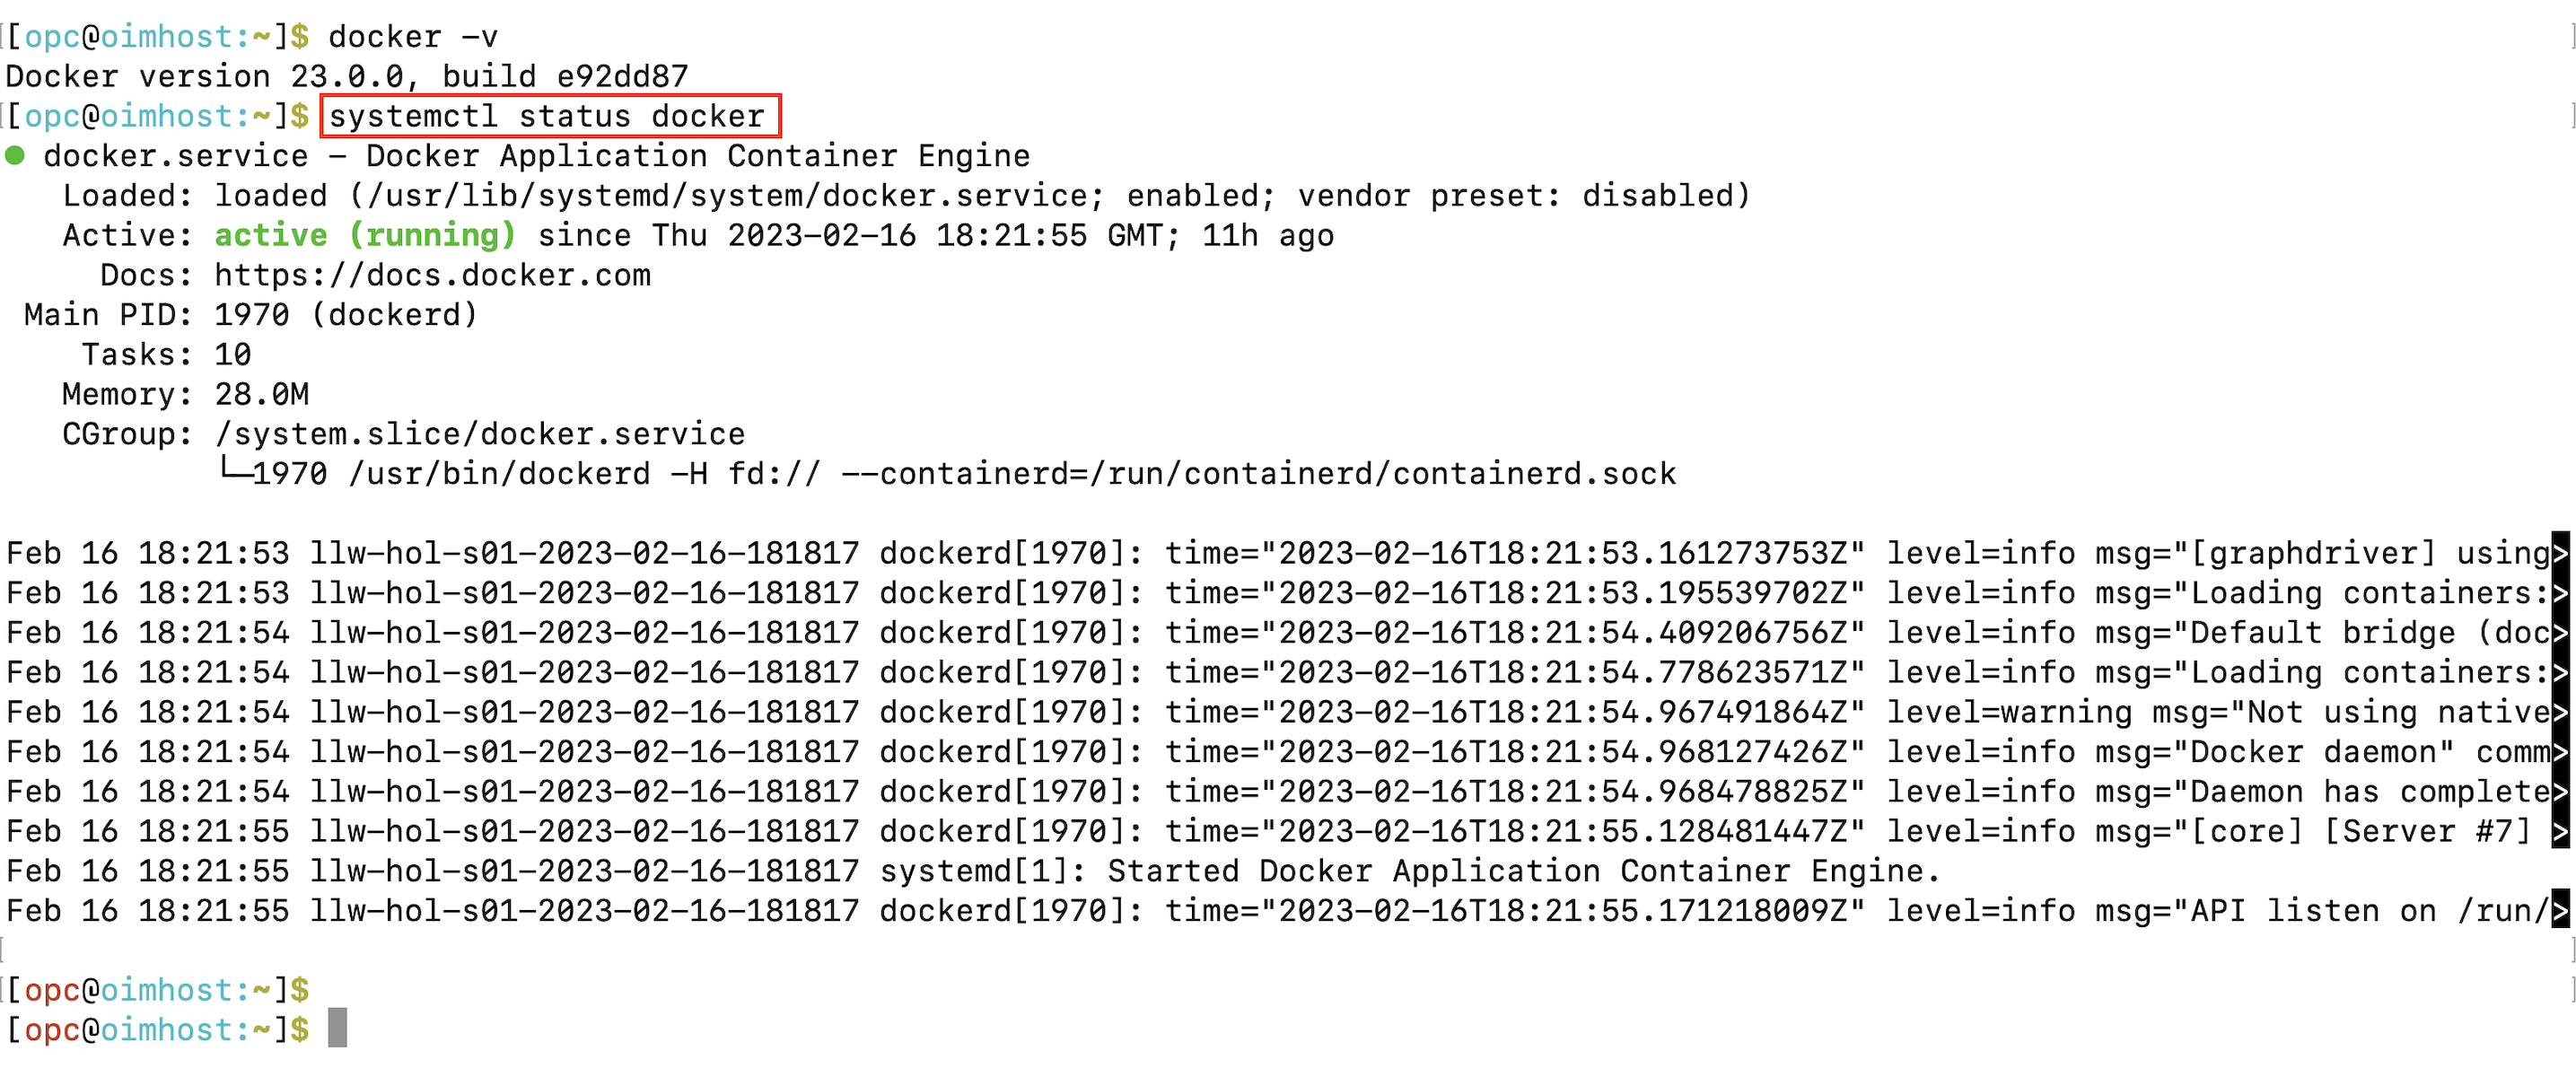 [opc@oimhost:~]$ docker -v
Docker version 23.0.0, build e92dd87
[opc@oimhost:~]$ systemctl status docker
● docker.service - Docker Application Container Engine
   Loaded: loaded (/usr/lib/systemd/system/docker.service; enabled; vendor preset: disabled)
   Active: active (running) since Thu 2023-02-16 18:21:55 GMT; 11h ago
     Docs: https://docs.docker.com
 Main PID: 1970 (dockerd)
    Tasks: 10
   Memory: 28.0M
   CGroup: /system.slice/docker.service
           └─1970 /usr/bin/dockerd -H fd:// --containerd=/run/containerd/containerd.sock
Feb 16 18:21:53 llw-hol-s01-2023-02-16-181817 dockerd[1970]: time="2023-02-16T18:21:53.161273753Z" level=info msg="[graphdriver] using>
Feb 16 18:21:53 llw-hol-s01-2023-02-16-181817 dockerd[1970]: time="2023-02-16T18:21:53.195539702Z" level=info msg="Loading containers:>
Feb 16 18:21:54 llw-hol-s01-2023-02-16-181817 dockerd[1970]: time="2023-02-16T18:21:54.409206756Z" level=info msg="Default bridge (doc>
Feb 16 18:21:54 llw-hol-s01-2023-02-16-181817 dockerd[1970]: time="2023-02-16T18:21:54.778623571Z" level=info msg="Loading containers:>
Feb 16 18:21:54 llw-hol-s01-2023-02-16-181817 dockerd[1970]: time="2023-02-16T18:21:54.967491864Z" level=warning msg="Not using native>
Feb 16 18:21:54 llw-hol-s01-2023-02-16-181817 dockerd[1970]: time="2023-02-16T18:21:54.968127426Z" level=info msg="Docker daemon" comm>
Feb 16 18:21:54 llw-hol-s01-2023-02-16-181817 dockerd[1970]: time="2023-02-16T18:21:54.968478825Z" level=info msg="Daemon has complete>
Feb 16 18:21:55 llw-hol-s01-2023-02-16-181817 dockerd[1970]: time="2023-02-16T18:21:55.128481447Z" level=info msg="[core] [Server #7] >
Feb 16 18:21:55 llw-hol-s01-2023-02-16-181817 systemd[1]: Started Docker Application Container Engine.
Feb 16 18:21:55 llw-hol-s01-2023-02-16-181817 dockerd[1970]: time="2023-02-16T18:21:55.171218009Z" level=info msg="API listen on /run/>
[opc@oimhost:~]$
[opc@oimhost:~]$